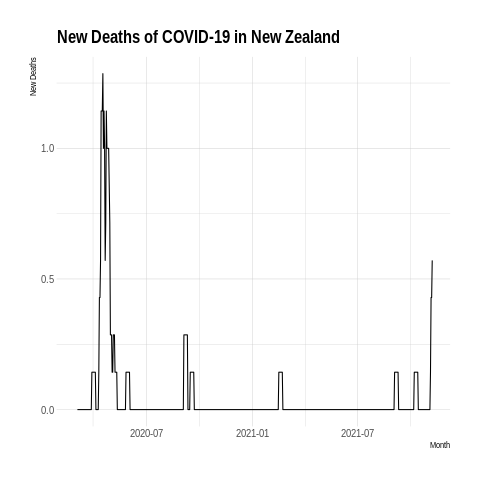 New Deaths of COVID-19 in New Zealand
New Deaths
1.0
0.5
0.0
2020-07 2021-01 2021-07
Month